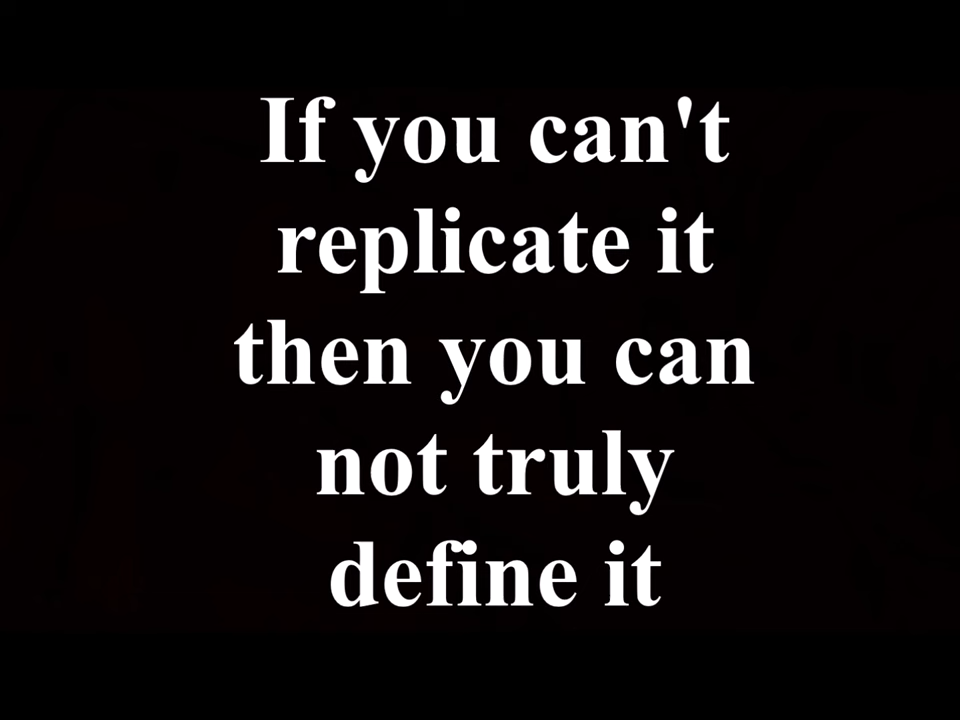 If you can't
replicate it
then you can
not truly
define it